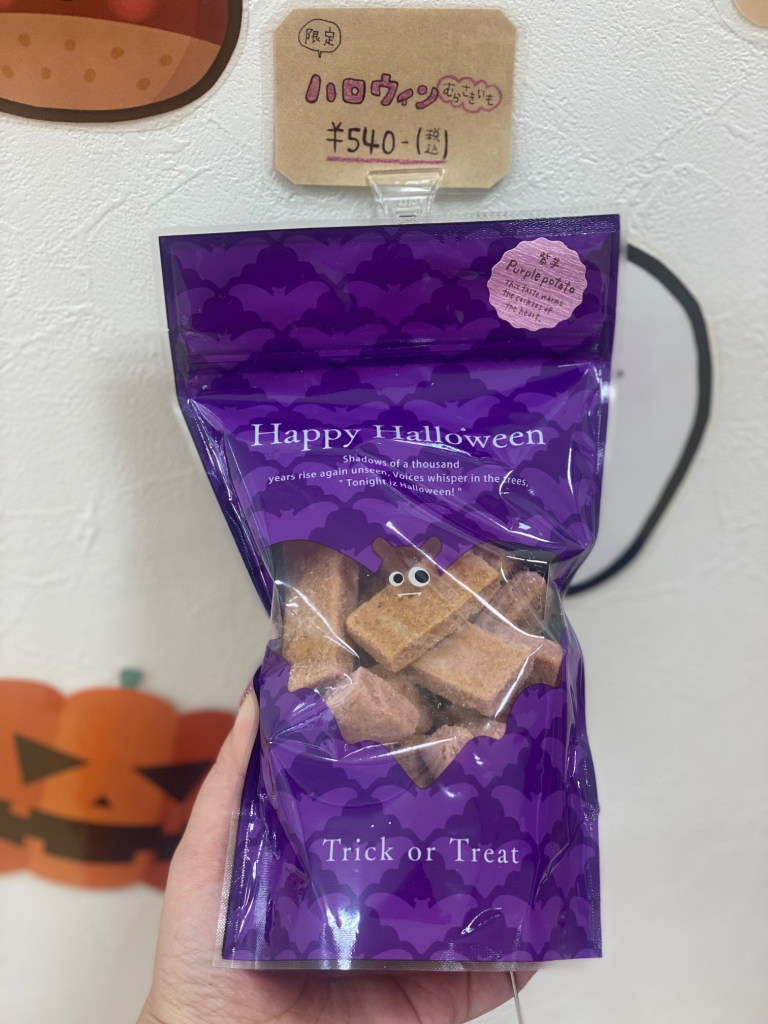 限定
ハロウィン むらさきいも
¥540-(税込)
紫芋
Purple potato
This taste warms
the cockles of
the heart.
Happy Halloween
Shadows of a thousand
years rise again unseen, Voices whisper in the trees,
" Tonight iz Halloween! "
Trick or Treat